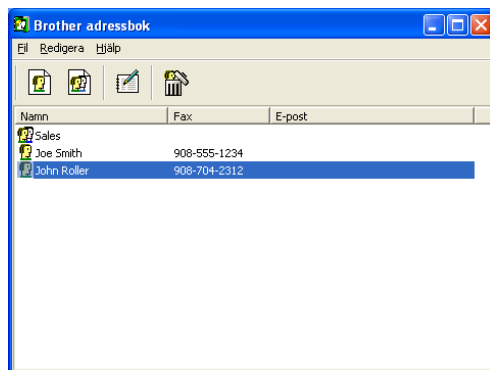 Brother adressbok
Fil Redigera Hjälp
Namn Fax E-post
Sales
Joe Smith 908-555-1234
John Roller 908-704-2312